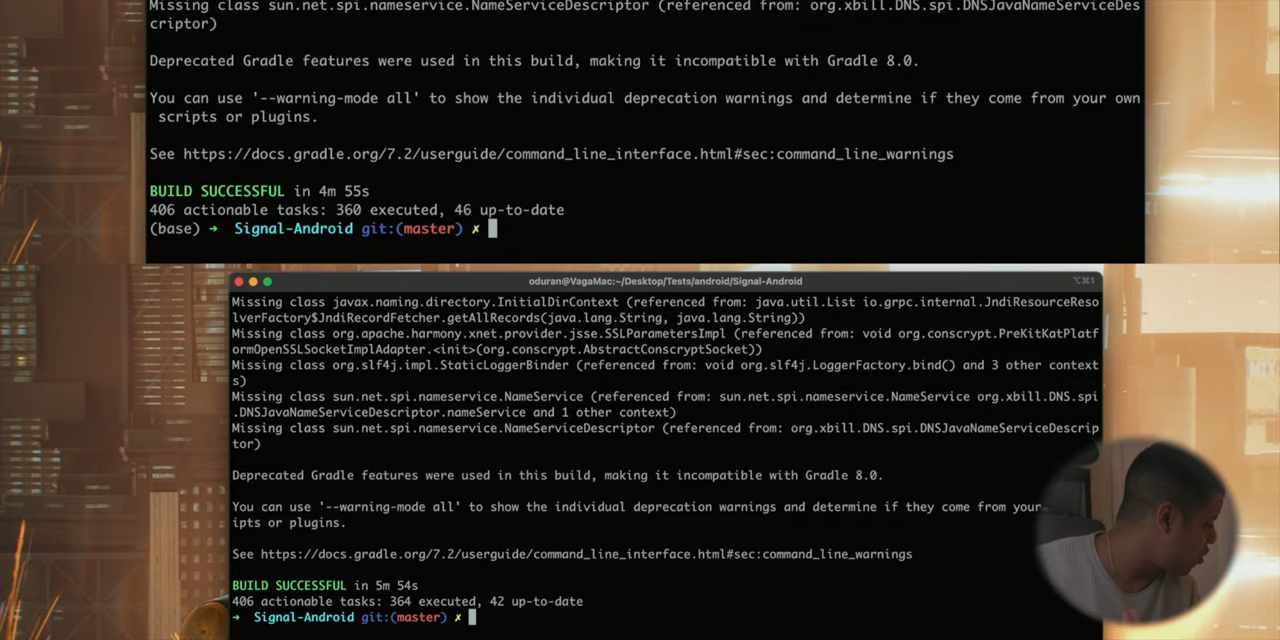 Missing class sun.net.spi.nameservice.NameServiceDescriptor (referenced from: org.xbill.DNS.spi.DNSJavaNameServiceDes
criptor)
Deprecated Gradle features were used in this build, making it incompatible with Gradle 8.0.
You can use '--warning-mode all' to show the individual deprecation warnings and determine if they come from your own
scripts or plugins.
See https://docs.gradle.org/7.2/userguide/command_line_interface.html#sec:command_line_warnings
BUILD SUCCESSFUL in 4m 55s
406 actionable tasks: 360 executed, 46 up-to-date
(base) ➜ Signal-Android git:(master) ✗
oduran@VagaMac:~/Desktop/Tests/android/Signal-Android ⌥⌘1
Missing class javax.naming.directory.InitialDirContext (referenced from: java.util.List io.grpc.internal.JndiResourceReso
lverFactory$JndiRecordFetcher.getAllRecords(java.lang.String, java.lang.String))
Missing class org.apache.harmony.xnet.provider.jsse.SSLParametersImpl (referenced from: void org.conscrypt.PreKitKatPlatf
ormOpenSSLSocketImplAdapter.<init>(org.conscrypt.AbstractConscryptSocket))
Missing class org.slf4j.impl.StaticLoggerBinder (referenced from: void org.slf4j.LoggerFactory.bind() and 3 other context
s)
Missing class sun.net.spi.nameservice.NameService (referenced from: sun.net.spi.nameservice.NameService org.xbill.DNS.spi
.DNSJavaNameServiceDescriptor.nameService and 1 other context)
Missing class sun.net.spi.nameservice.NameServiceDescriptor (referenced from: org.xbill.DNS.spi.DNSJavaNameServiceDescrip
tor)
Deprecated Gradle features were used in this build, making it incompatible with Gradle 8.0.
You can use '--warning-mode all' to show the individual deprecation warnings and determine if they come from your
ipts or plugins.
See https://docs.gradle.org/7.2/userguide/command_line_interface.html#sec:command_line_warnings
BUILD SUCCESSFUL in 5m 54s
406 actionable tasks: 364 executed, 42 up-to-date
➜ Signal-Android git:(master) ✗